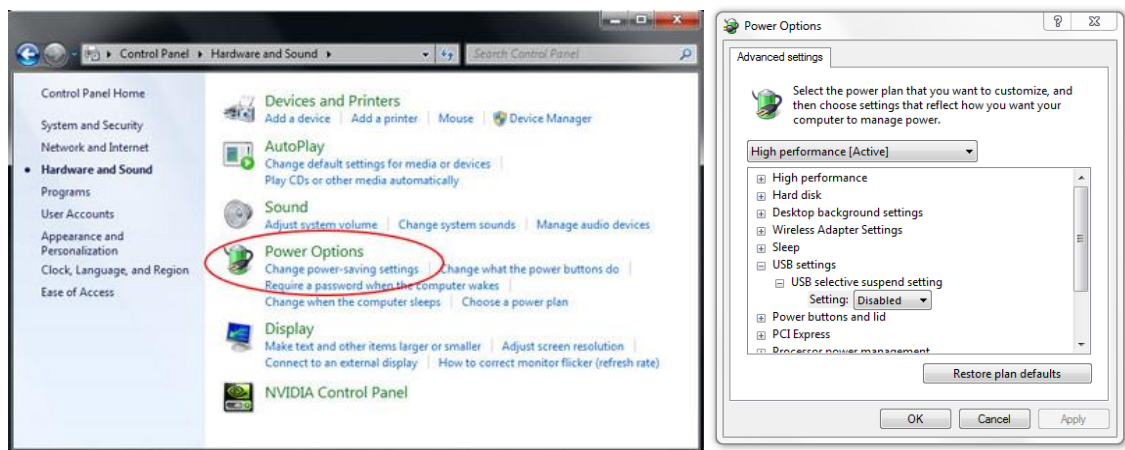 Control Panel Hardware and Sound Search Control Panel
Control Panel Home
System and Security
Network and Internet
Hardware and Sound
Programs
User Accounts
Appearance and
Personalization
Clock, Language, and Region
Ease of Access
Devices and Printers
Add a device Add a printer Mouse Device Manager
AutoPlay
Change default settings for media or devices
Play CDs or other media automatically
Sound
Adjust system volume Change system sounds Manage audio devices
Power Options
Change power-saving settings Change what the power buttons do
Require a password when the computer wakes
Change when the computer sleeps Choose a power plan
Display
Make text and other items larger or smaller Adjust screen resolution
Connect to an external display How to correct monitor flicker (refresh rate)
NVIDIA Control Panel
Power Options
Advanced settings
Select the power plan that you want to customize, and
then choose settings that reflect how you want your
computer to manage power.
High performance [Active]
High performance
Hard disk
Desktop background settings
Wireless Adapter Settings
Sleep
USB settings
USB selective suspend setting
Setting: Disabled
Power buttons and lid
PCI Express
Processor power management
Restore plan defaults
OK Cancel Apply